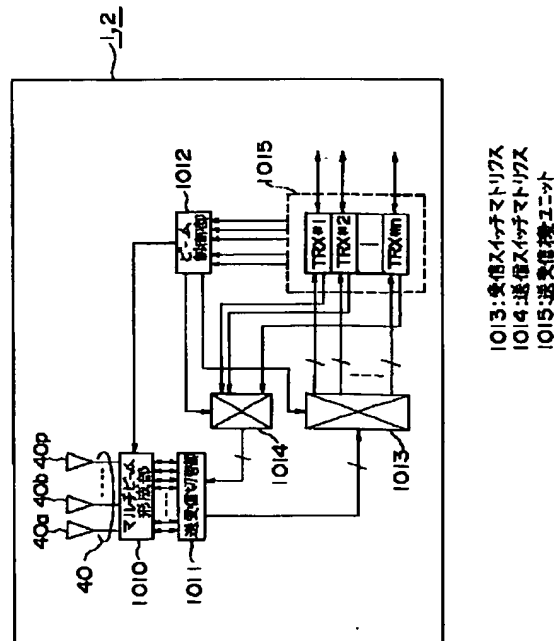 1,2
40a 40b 40p
40
マルチビーム
形成部
1010
送受信切替部
1011
ビーム
制御部
1012
1014
1013
1015
TRX#1
TRX#2
TRX#n
1013:受信スイッチマトリクス
1014:送信スイッチマトリクス
1015:送受信機ユニット